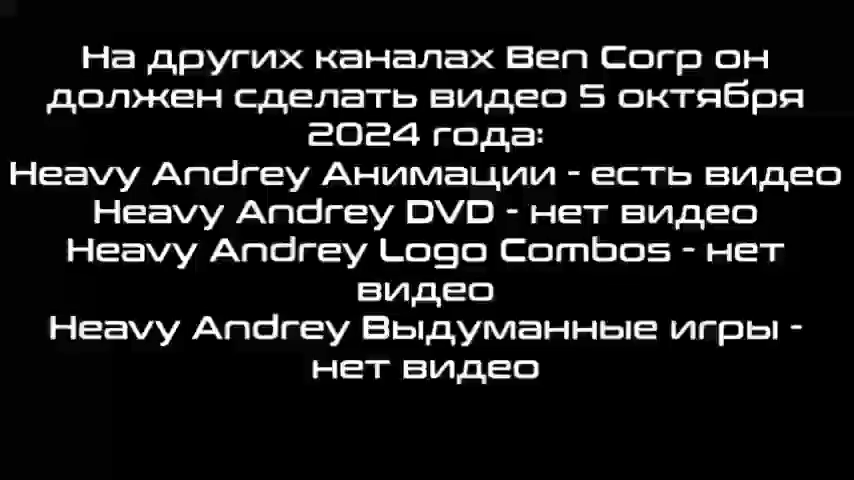 На других каналах Ben Corp он
должен сделать видео 5 октября
2024 года:
Heavy Andrey Анимации - есть видео
Heavy Andrey DVD - нет видео
Heavy Andrey Logo Combos - нет
видео
Heavy Andrey Выдуманные игры -
нет видео